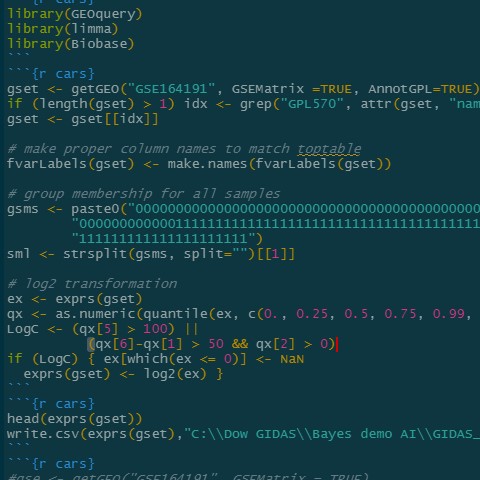 library(GEOquery)
library(limma)
library(Biobase)
```
```{r cars}
gset <- getGEO("GSE164191", GSEMatrix =TRUE, AnnotGPL=TRUE)
if (length(gset) > 1) idx <- grep("GPL570", attr(gset, "nam
gset <- gset[[idx]]
# make proper column names to match toptable
fvarLabels(gset) <- make.names(fvarLabels(gset))
# group membership for all samples
gsms <- paste0("
"
"111111111111111111111")
sml <- strsplit(gsms, split="")[[1]]
# log2 transformation
ex <- exprs(gset)
qx <- as.numeric(quantile(ex, c(0., 0.25, 0.5, 0.75, 0.99,
LogC <- (qx[5] > 100) ||
(qx[6]-qx[1] > 50 && qx[2] > 0)
if (LogC) { ex[which(ex <= 0)] <- NaN
exprs(gset) <- log2(ex) }
```
```{r cars}
head(exprs(gset))
write.csv(exprs(gset),"C:\\Dow GIDAS\\Bayes demo AI\\GIDAS_
```
```{r cars}
#gse <- getGEO("GSE164191", GSEMatrix = TRUE)